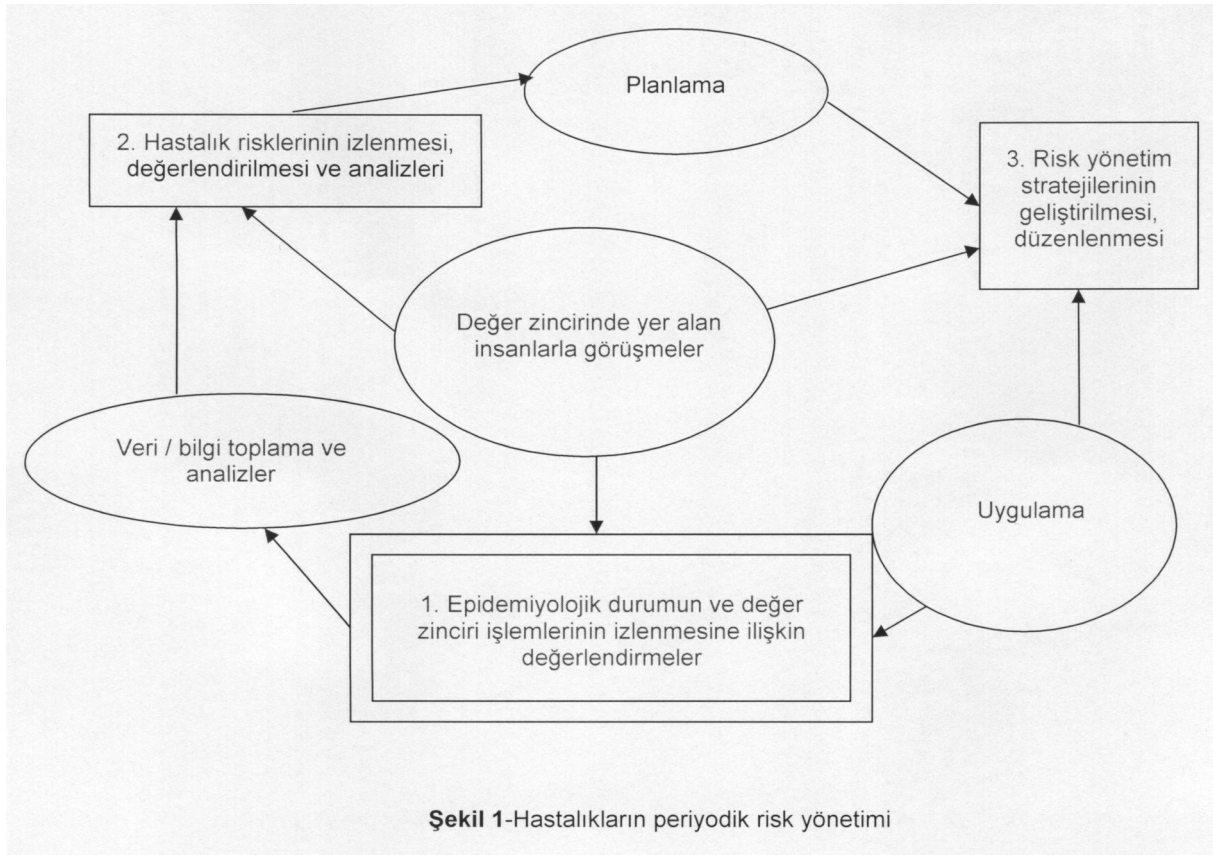 Planlama
2. Hastalık risklerinin izlenmesi,
değerlendirilmesi ve analizleri
3. Risk yönetim
stratejilerinin
geliştirilmesi,
düzenlenmesi
Değer zincirinde yer alan
insanlarla görüşmeler
Veri / bilgi toplama ve
analizler
Uygulama
1. Epidemiyolojik durumun ve değer
zinciri işlemlerinin izlenmesine ilişkin
değerlendirmeler
Şekil 1-Hastalıkların periyodik risk yönetimi